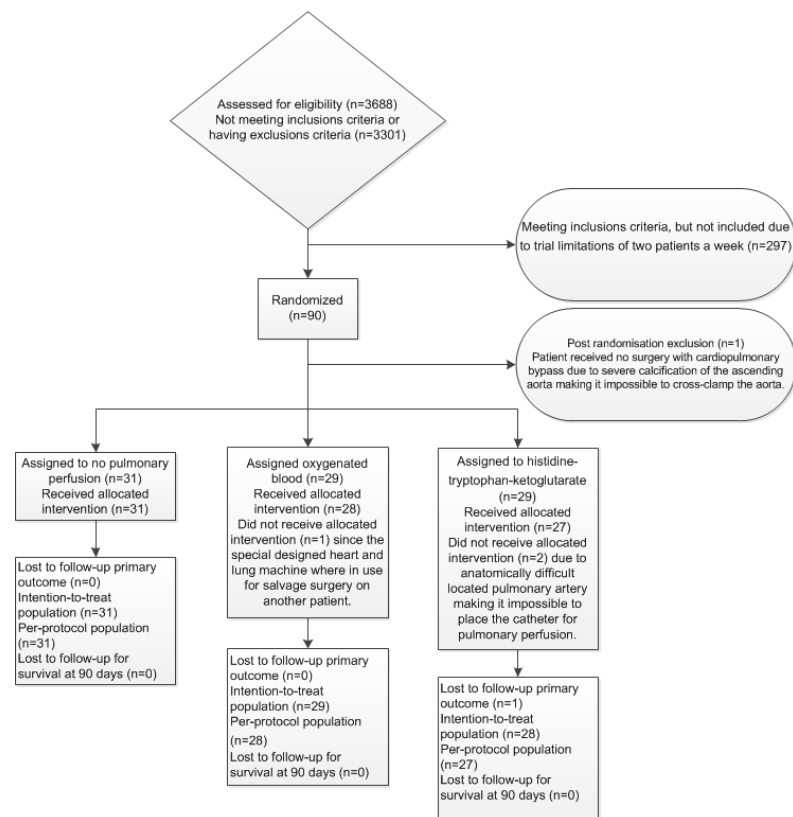 Assessed for eligibility (n=3688)
Not meeting inclusions criteria or
having exclusions criteria (n=3301)
Meeting inclusions criteria, but not included due
to trial limitations of two patients a week (n=297)
Randomized
(n=90)
Post randomisation exclusion (n=1)
Patient received no surgery with cardiopulmonary
bypass due to severe calcification of the ascending
aorta making it impossible to cross-clamp the aorta.
Assigned to no pulmonary
perfusion (n=31)
Received allocated
intervention (n=31)
Assigned oxygenated
blood (n=29)
Received allocated
intervention (n=28)
Did not receive allocated
intervention (n=1) since the
special designed heart and
lung machine where in use
for salvage surgery on
another patient.
Assigned to histidine-
tryptophan-ketoglutarate
(n=29)
Received allocated
intervention (n=27)
Did not receive allocated
intervention (n=2) due to
anatomically difficult
located pulmonary artery
making it impossible to
place the catheter for
pulmonary perfusion.
Lost to follow-up primary
outcome (n=0)
Intention-to-treat
population (n=31)
Per-protocol population
(n=31)
Lost to follow-up for
survival at 90 days (n=0)
Lost to follow-up primary
outcome (n=0)
Intention-to-treat
population (n=29)
Per-protocol population
(n=28)
Lost to follow-up for
survival at 90 days (n=0)
Lost to follow-up primary
outcome (n=1)
Intention-to-treat
population (n=28)
Per-protocol population
(n=27)
Lost to follow-up for
survival at 90 days (n=0)